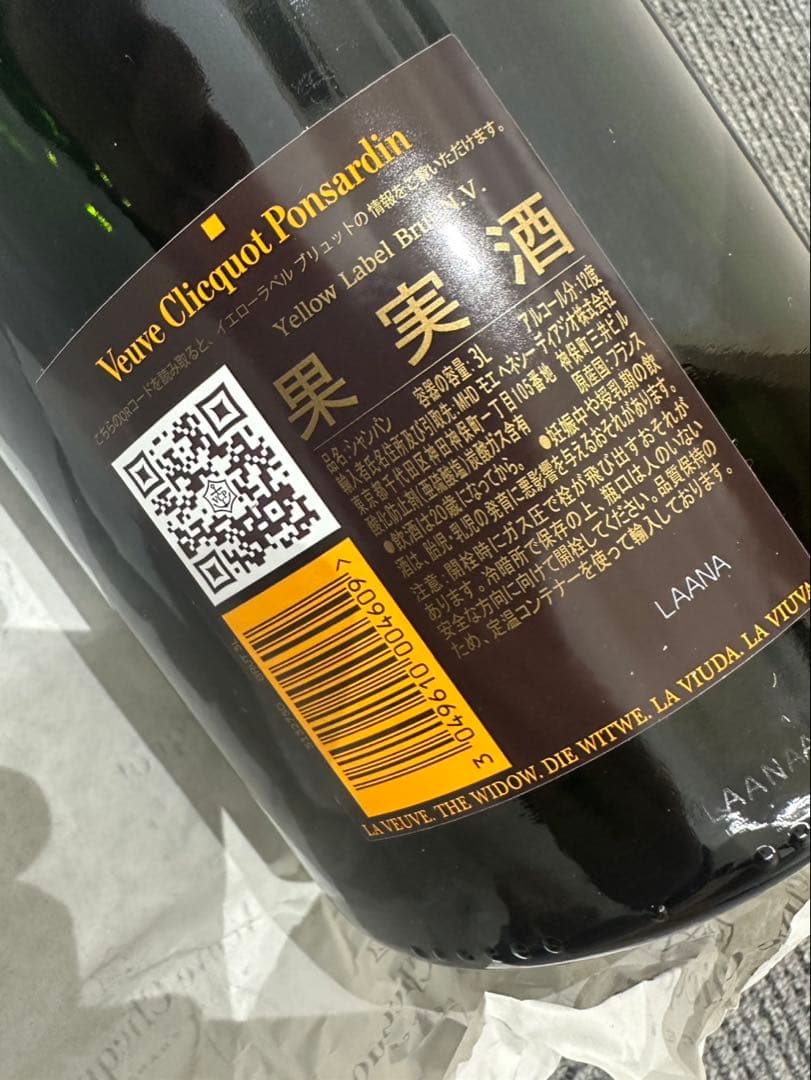 Veuve Clicquot Ponsardin
こちらのQRコードを読み取ると、イエローラベル ブリュットの 情報をご覧いただけます。
Yellow Label Brut N.V.
果実酒
品名：シャンパン 容器の容量：3L アルコール分：12度
輸入者氏名住所及び引取先：MHD モエ ヘネシー ディアジオ株式会社
東京都千代田区神田神保町一丁目105番地 神保町三井ビル
酸化防止剤(亜硫酸塩)炭酸ガス含有 原産国 フランス
●飲酒は20歳になってから。 ●妊娠中や授乳期の飲
酒は、胎児・乳児の発育に悪影響を与えるおそれがあります。
注意：開栓時にガス圧で栓が飛び出すおそれが
あります。冷暗所で保存の上、瓶口は人のいない
安全な方向に向けて開栓してください。品質保持の
ため、定温コンテナーを使って輸入しております。
LAANA
3 049610 004609 >
BRUT 3L
LA VEUVE. THE WIDOW. DIE WITWE. LA VIUDA. LA VIUVA
LAANA